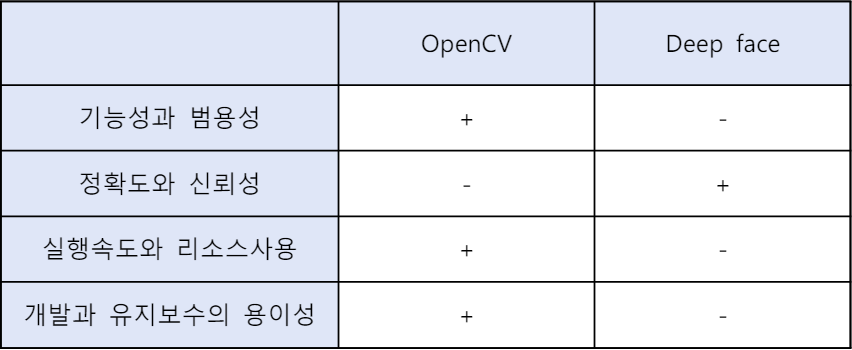 OpenCV Deep face
기능성과 범용성 + -
정확도와 신뢰성 - +
실행속도와 리소스사용 + -
개발과 유지보수의 용이성 + -